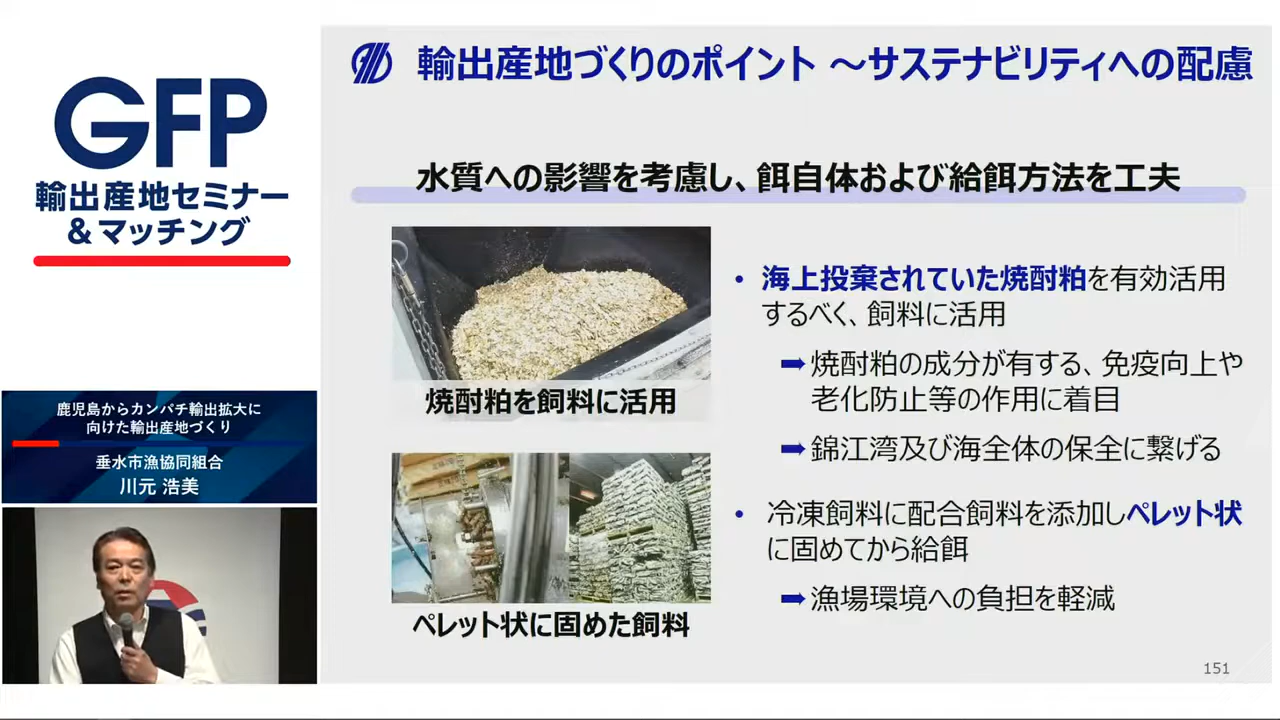 GFP
輸出産地セミナー
&マッチング
鹿児島からカンパチ輸出拡大に
向けた輸出産地づくり
垂水市漁協同組合
川元 浩美
輸出産地づくりのポイント ～サステナビリティへの配慮
水質への影響を考慮し、餌自体および給餌方法を工夫
焼酎粕を飼料に活用
ペレット状に固めた飼料
• 海上投棄されていた焼酎粕を有効活用
するべく、飼料に活用
➡ 焼酎粕の成分が有する、免疫向上や
老化防止等の作用に着目
➡ 錦江湾及び海全体の保全に繋げる
• 冷凍飼料に配合飼料を添加しペレット状
に固めてから給餌
➡ 漁場環境への負担を軽減
151